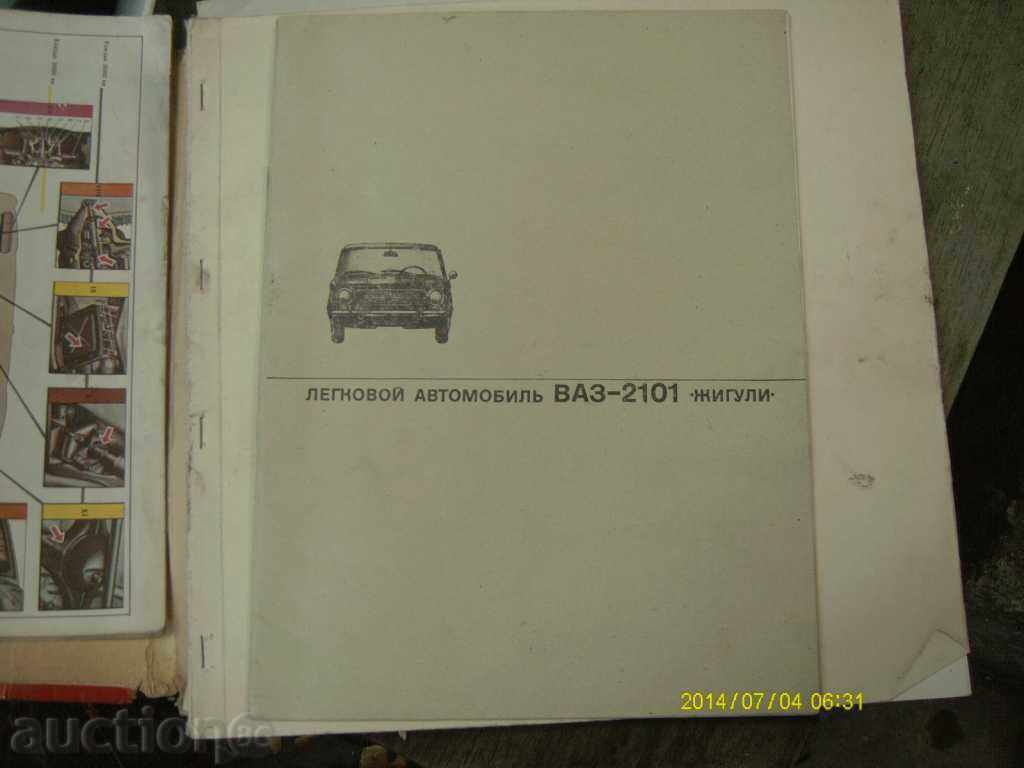 ЛЕГКОВОЙ АВТОМОБИЛЬ ВАЗ-2101 ·ЖИГУЛИ·
2014/07/04 06:31
auction